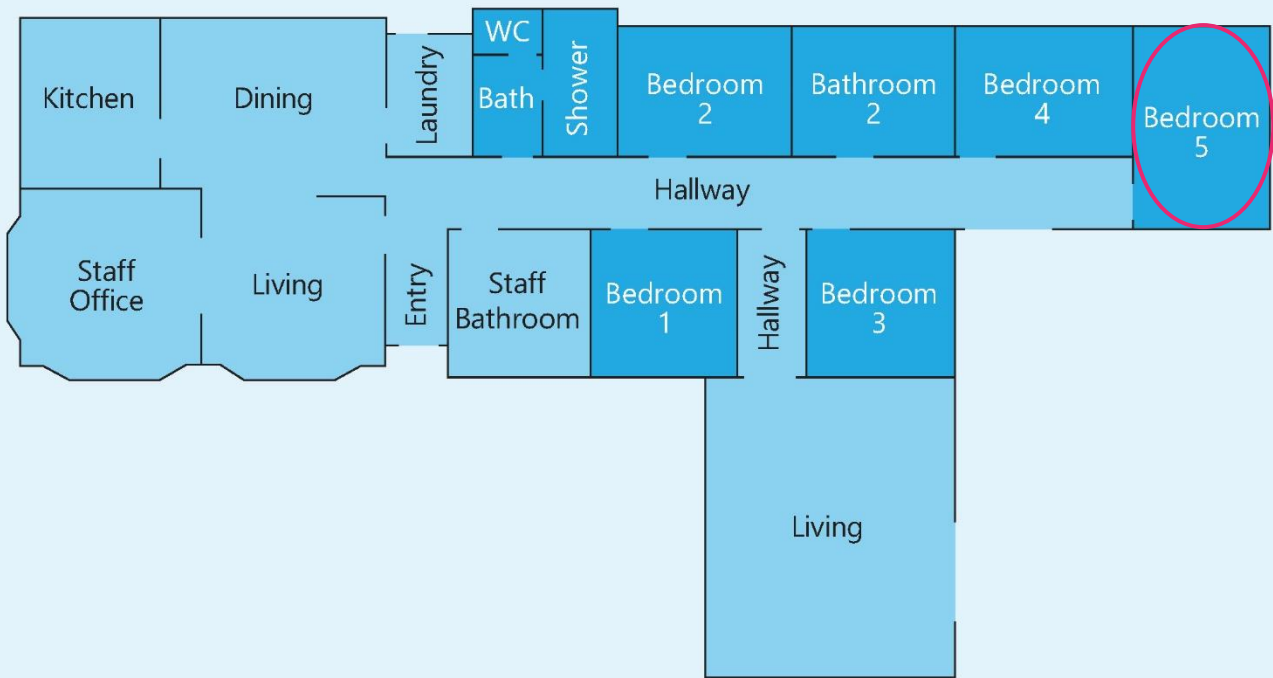 WC
Kitchen
Dining
Laundry
Bath
Shower
Bedroom
2
Bathroom
2
Bedroom
4
Bedroom
5
Hallway
Staff
Office
Living
Entry
Staff
Bathroom
Bedroom
1
Hallway
Bedroom
3
Living